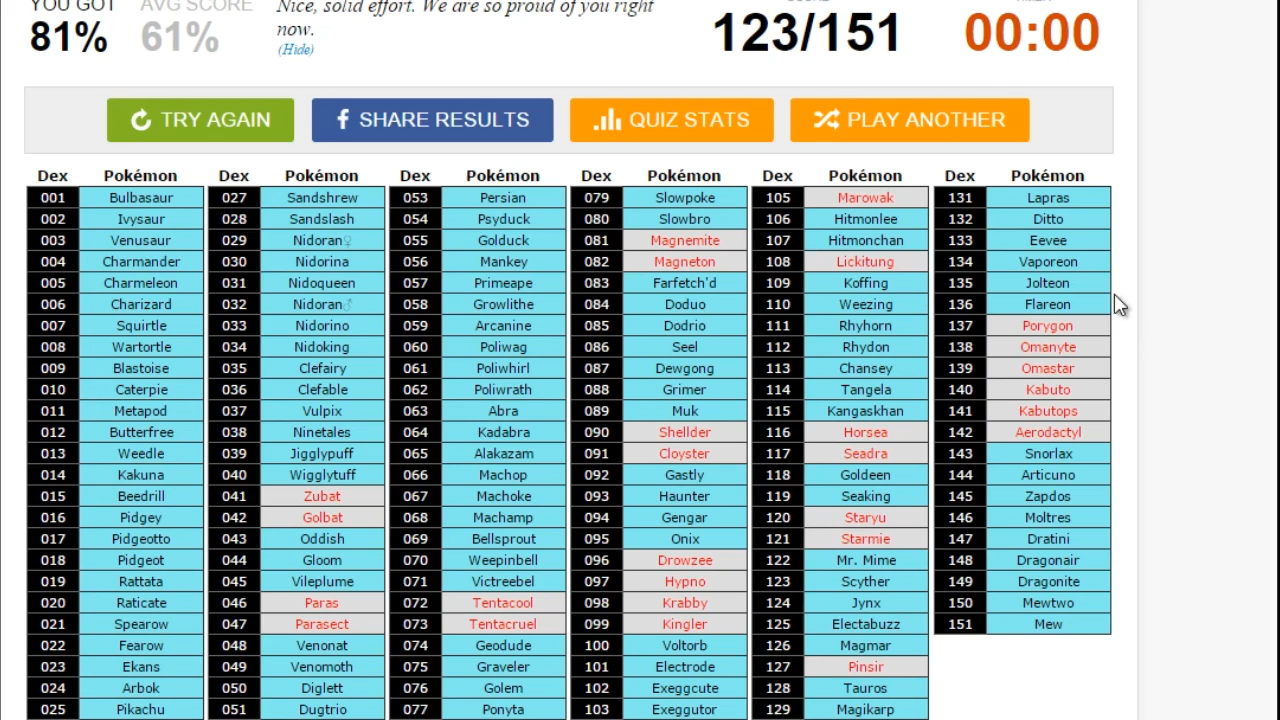 YOU GOT AVG SCORE Nice, solid effort. We are so proud of you right
81% 61% now. 123/151 00:00
(Hide)
TRY AGAIN f SHARE RESULTS QUIZ STATS PLAY ANOTHER
Dex Pokémon Dex Pokémon Dex Pokémon Dex Pokémon Dex Pokémon Dex Pokémon
001 Bulbasaur 027 Sandshrew 053 Persian 079 Slowpoke 105 Marowak 131 Lapras
002 Ivysaur 028 Sandslash 054 Psyduck 080 Slowbro 106 Hitmonlee 132 Ditto
003 Venusaur 029 Nidoran♀ 055 Golduck 081 Magnemite 107 Hitmonchan 133 Eevee
004 Charmander 030 Nidorina 056 Mankey 082 Magneton 108 Lickitung 134 Vaporeon
005 Charmeleon 031 Nidoqueen 057 Primeape 083 Farfetch'd 109 Koffing 135 Jolteon
006 Charizard 032 Nidoran♂ 058 Growlithe 084 Doduo 110 Weezing 136 Flareon
007 Squirtle 033 Nidorino 059 Arcanine 085 Dodrio 111 Rhyhorn 137 Porygon
008 Wartortle 034 Nidoking 060 Poliwag 086 Seel 112 Rhydon 138 Omanyte
009 Blastoise 035 Clefairy 061 Poliwhirl 087 Dewgong 113 Chansey 139 Omastar
010 Caterpie 036 Clefable 062 Poliwrath 088 Grimer 114 Tangela 140 Kabuto
011 Metapod 037 Vulpix 063 Abra 089 Muk 115 Kangaskhan 141 Kabutops
012 Butterfree 038 Ninetales 064 Kadabra 090 Shellder 116 Horsea 142 Aerodactyl
013 Weedle 039 Jigglypuff 065 Alakazam 091 Cloyster 117 Seadra 143 Snorlax
014 Kakuna 040 Wigglytuff 066 Machop 092 Gastly 118 Goldeen 144 Articuno
015 Beedrill 041 Zubat 067 Machoke 093 Haunter 119 Seaking 145 Zapdos
016 Pidgey 042 Golbat 068 Machamp 094 Gengar 120 Staryu 146 Moltres
017 Pidgeotto 043 Oddish 069 Bellsprout 095 Onix 121 Starmie 147 Dratini
018 Pidgeot 044 Gloom 070 Weepinbell 096 Drowzee 122 Mr. Mime 148 Dragonair
019 Rattata 045 Vileplume 071 Victreebel 097 Hypno 123 Scyther 149 Dragonite
020 Raticate 046 Paras 072 Tentacool 098 Krabby 124 Jynx 150 Mewtwo
021 Spearow 047 Parasect 073 Tentacruel 099 Kingler 125 Electabuzz 151 Mew
022 Fearow 048 Venonat 074 Geodude 100 Voltorb 126 Magmar
023 Ekans 049 Venomoth 075 Graveler 101 Electrode 127 Pinsir
024 Arbok 050 Diglett 076 Golem 102 Exeggcute 128 Tauros
025 Pikachu 051 Dugtrio 077 Ponyta 103 Exeggutor 129 Magikarp